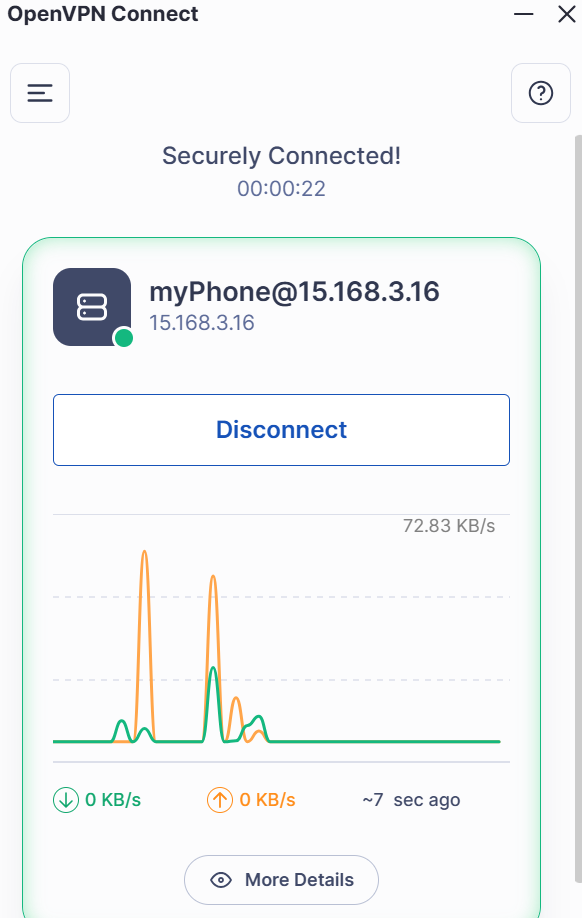 OpenVPN Connect
Securely Connected!
00:00:22
myPhone@15.168.3.16
15.168.3.16
Disconnect
72.83 KB/s
0 KB/s 0 KB/s ~7 sec ago
More Details